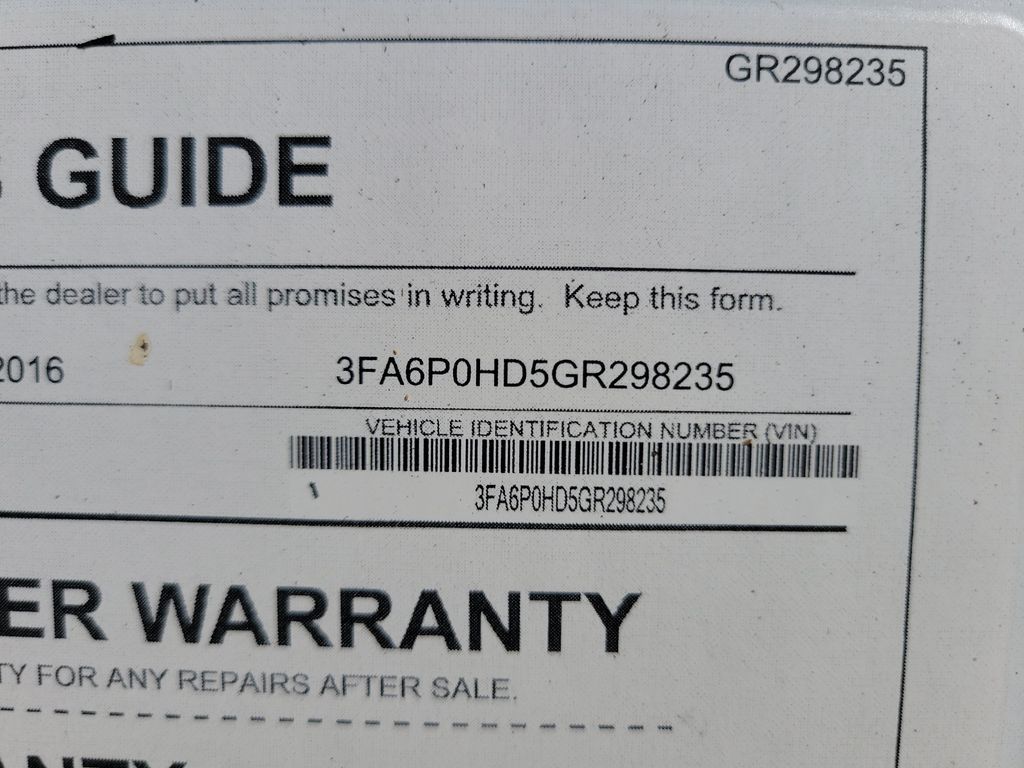 GR298235
GUIDE
the dealer to put all promises in writing. Keep this form.
2016 3FA6P0HD5GR298235
VEHICLE IDENTIFICATION NUMBER (VIN)
3FA6P0HD5GR298235
ER WARRANTY
TY FOR ANY REPAIRS AFTER SALE.